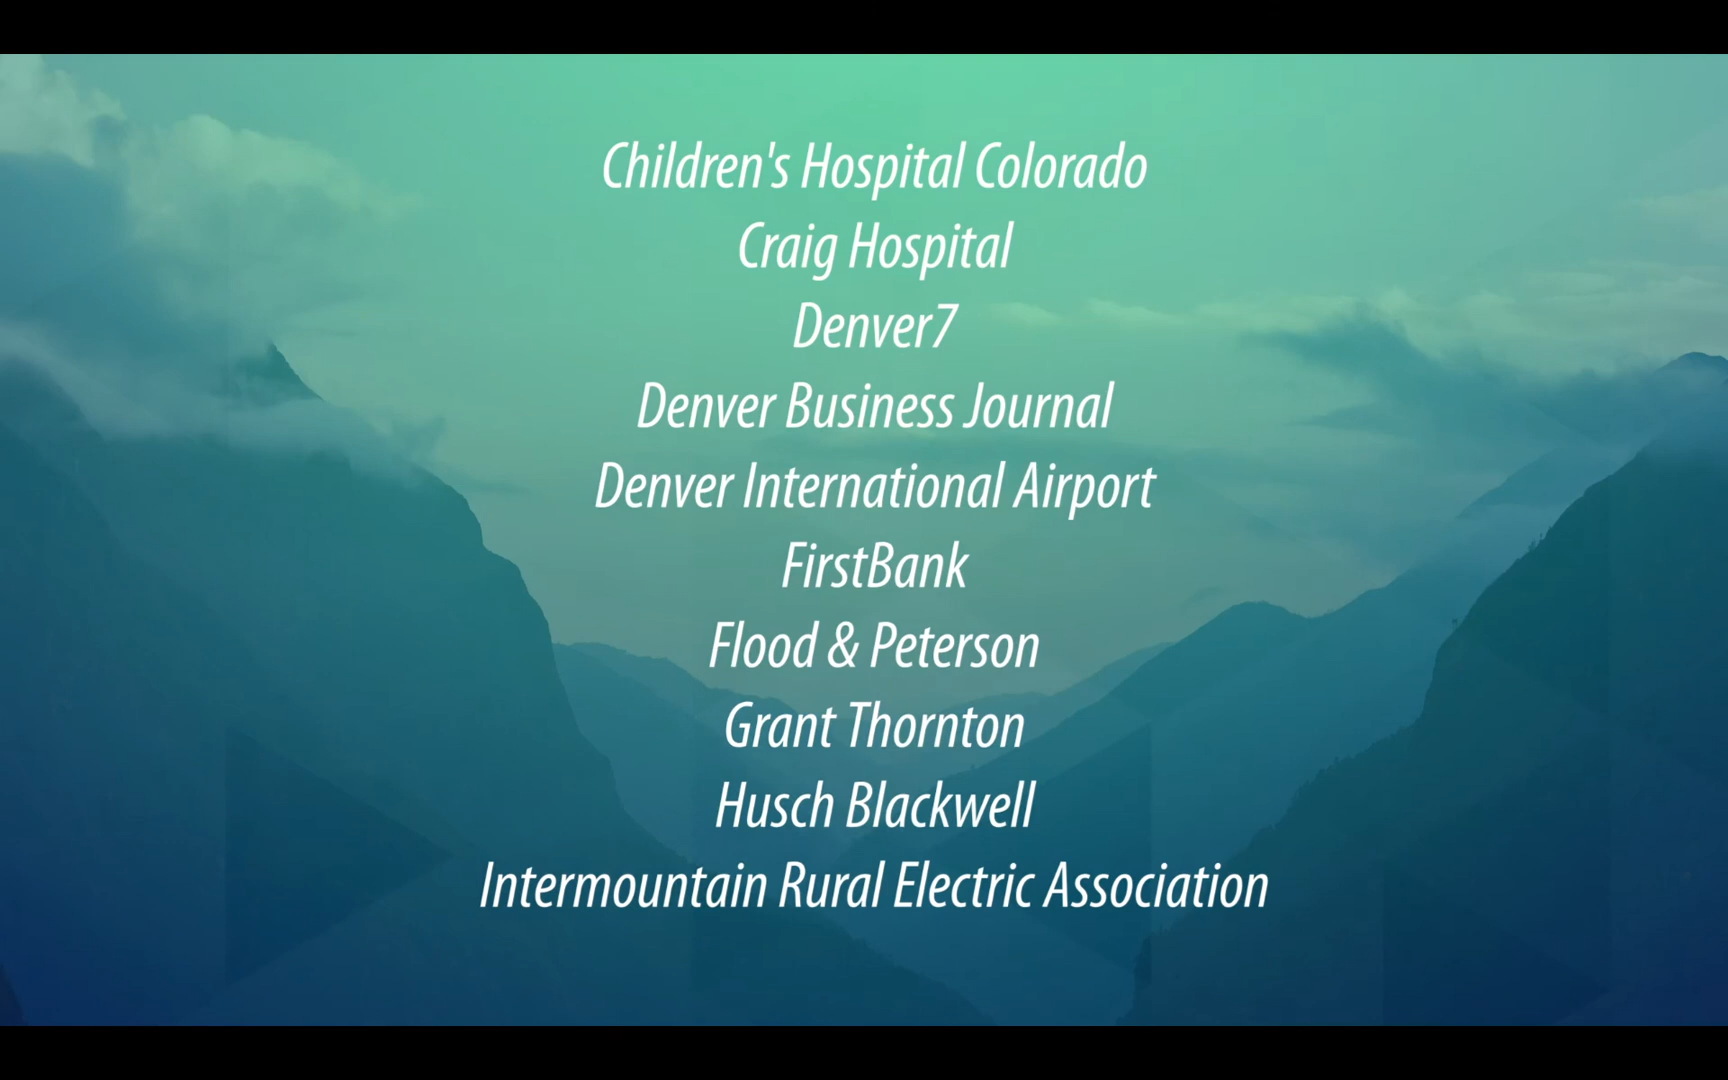 Children's Hospital Colorado
Craig Hospital
Denver7
Denver Business Journal
Denver International Airport
FirstBank
Flood & Peterson
Grant Thornton
Husch Blackwell
Intermountain Rural Electric Association